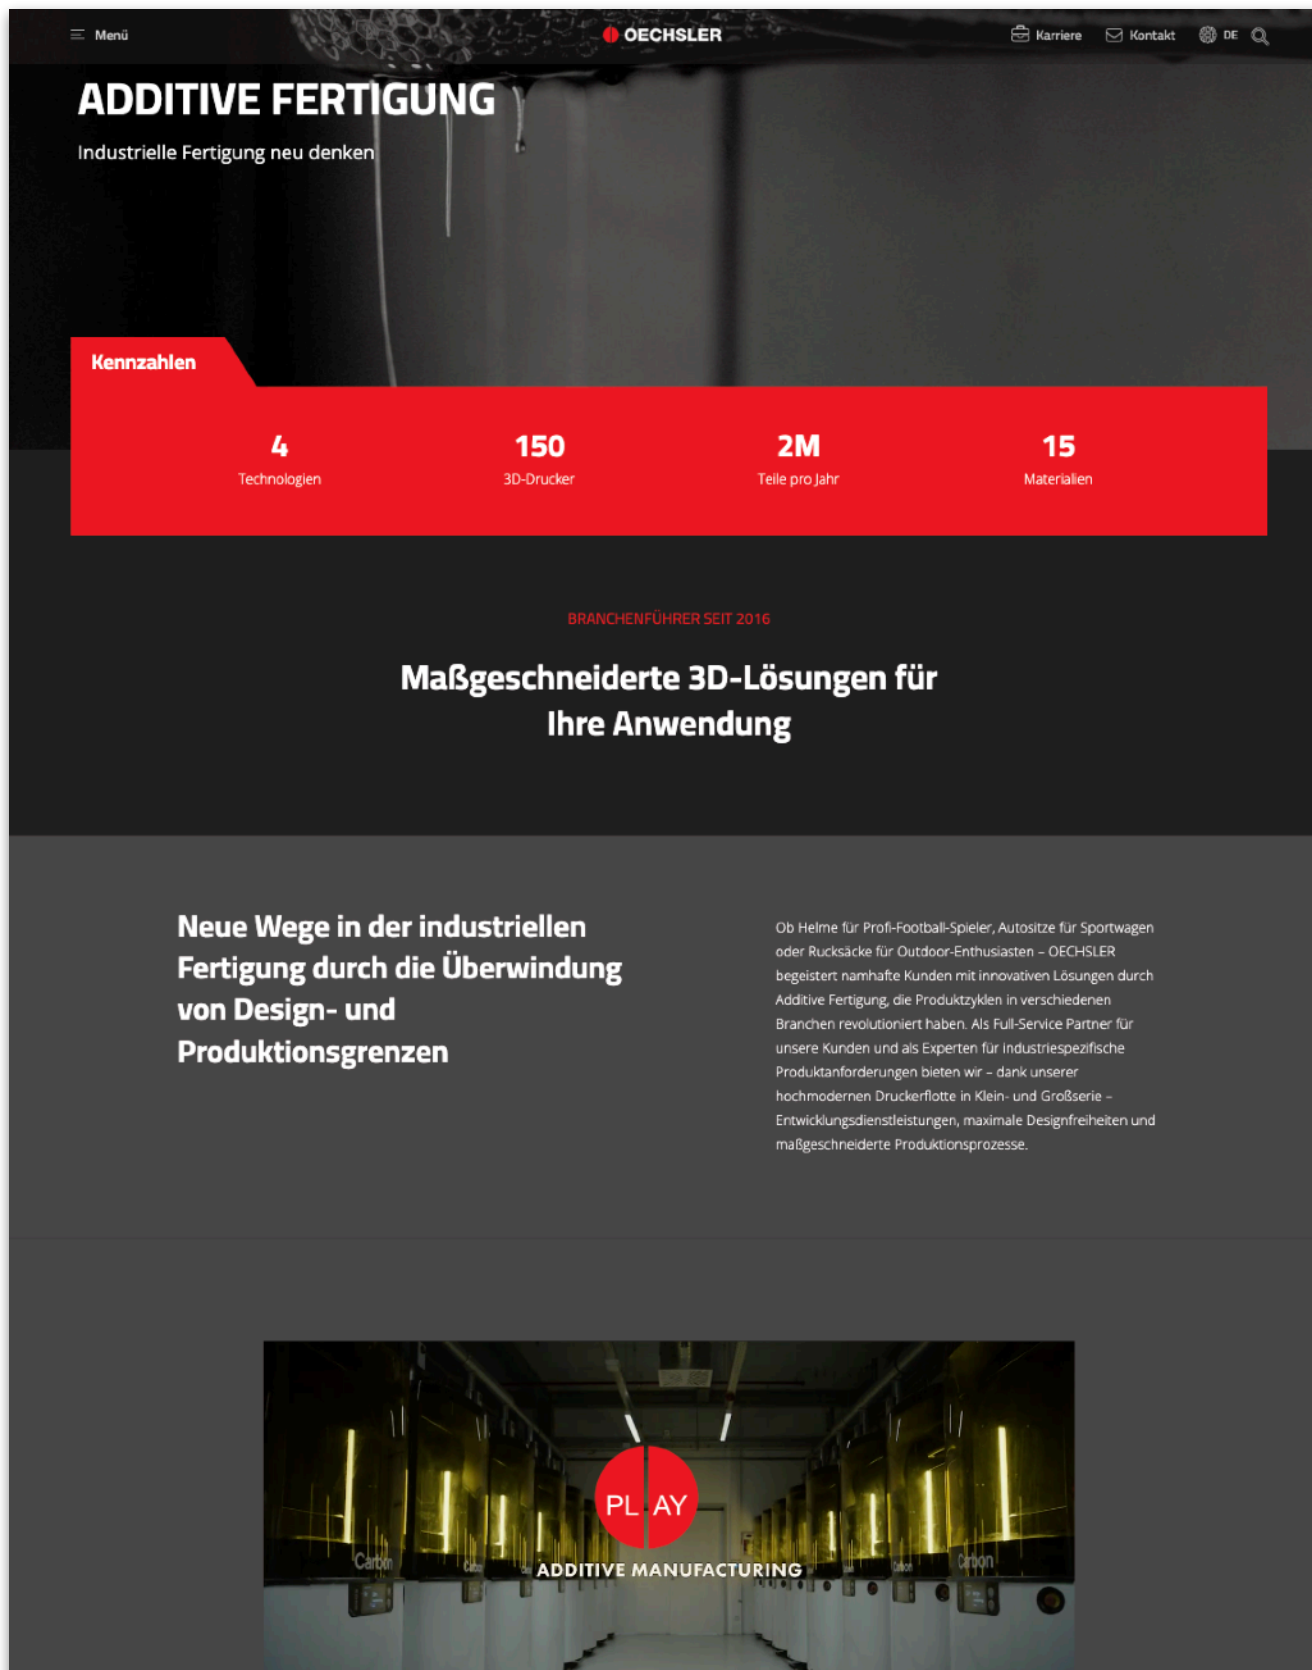 Menü
OECHSLER
Karriere
Kontakt
DE
ADDITIVE FERTIGUNG
Industrielle Fertigung neu denken
Kennzahlen
4
Technologien
150
3D-Drucker
2M
Teile pro Jahr
15
Materialien
BRANCHENFÜHRER SEIT 2016
Maßgeschneiderte 3D-Lösungen für
Ihre Anwendung
Neue Wege in der industriellen
Fertigung durch die Überwindung
von Design- und
Produktionsgrenzen
Ob Helme für Profi-Football-Spieler, Autositze für Sportwagen
oder Rucksäcke für Outdoor-Enthusiasten – OECHSLER
begeistert namhafte Kunden mit innovativen Lösungen durch
Additive Fertigung, die Produktzyklen in verschiedenen
Branchen revolutioniert haben. Als Full-Service Partner für
unsere Kunden und als Experten für industriespezifische
Produktanforderungen bieten wir – dank unserer
hochmodernen Druckerflotte in Klein- und Großserie –
Entwicklungsdienstleistungen, maximale Designfreiheiten und
maßgeschneiderte Produktionsprozesse.
PLAY
ADDITIVE MANUFACTURING
Carbon
Carbon
Carbon
Carbon